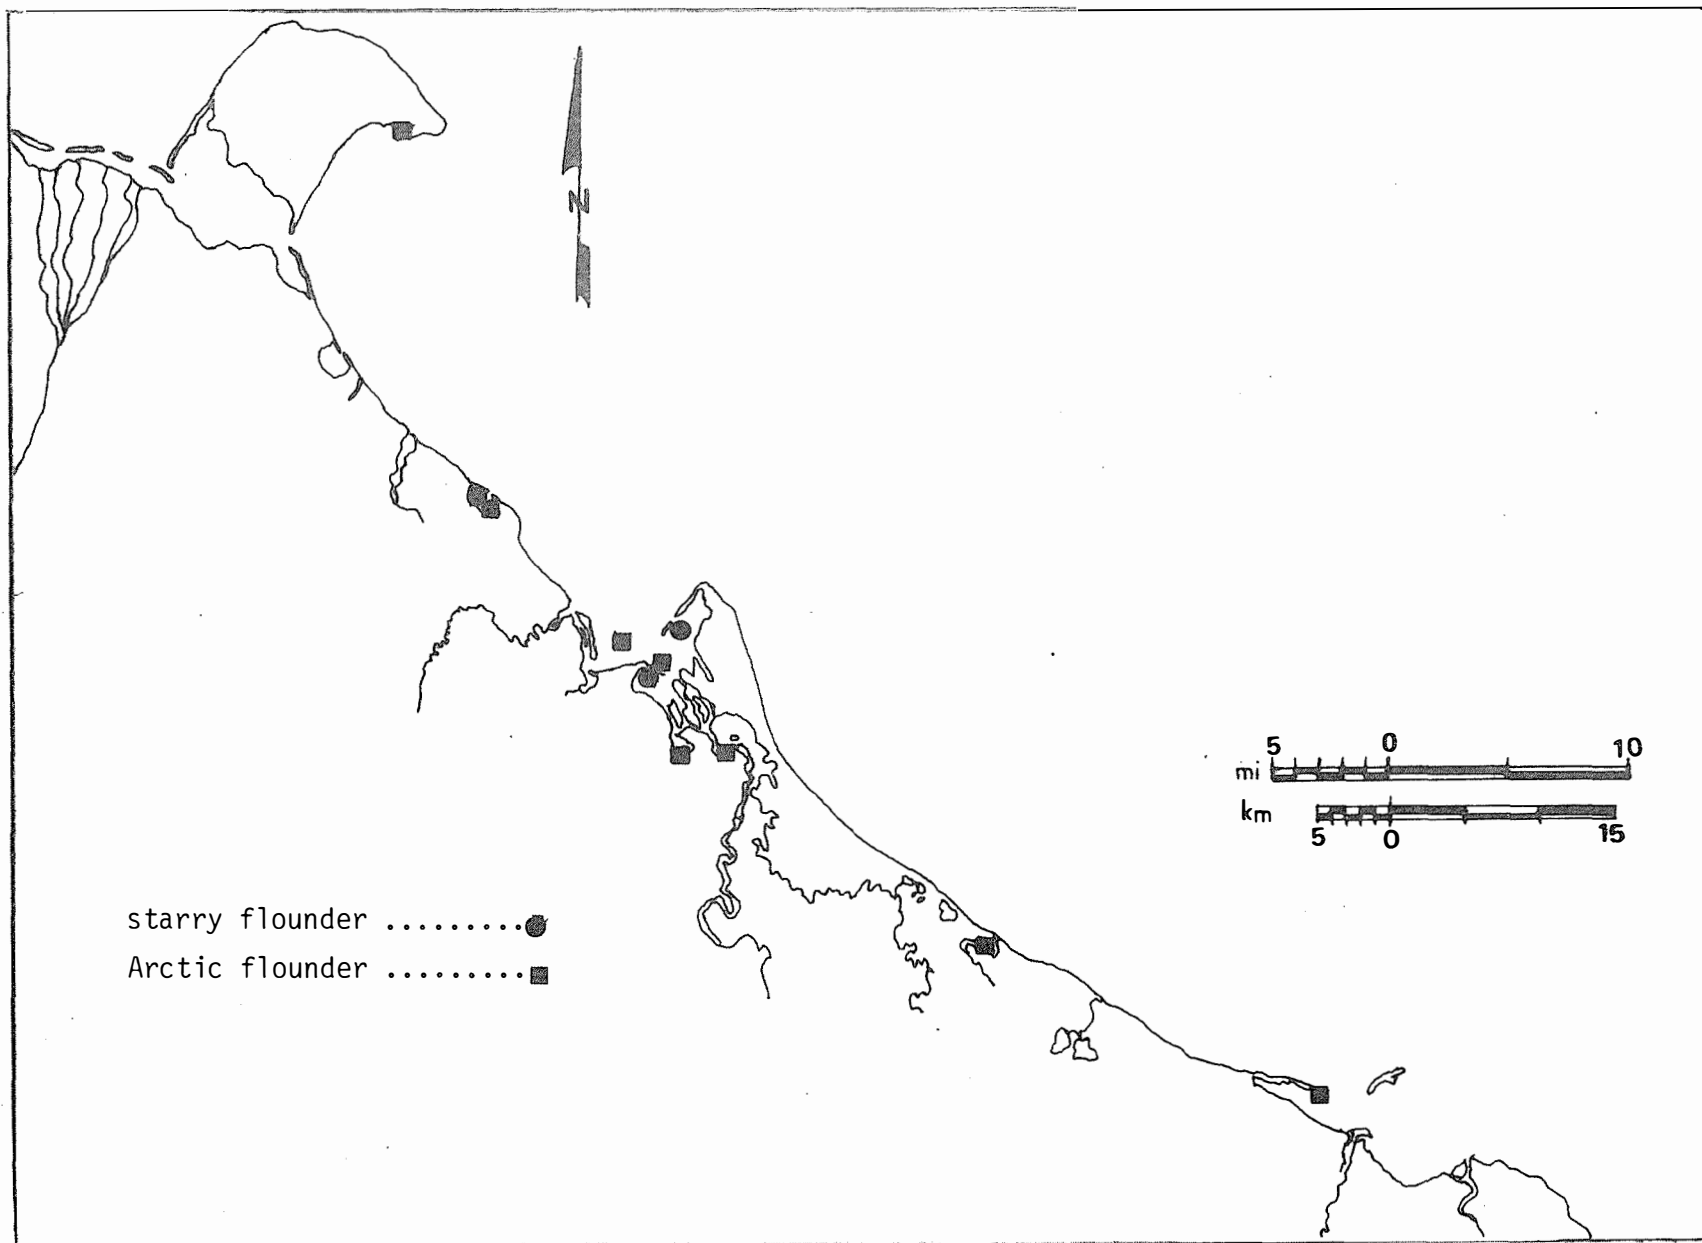 N
5 0 10
mi
km
5 0 15
starry flounder ..........
Arctic flounder ..........